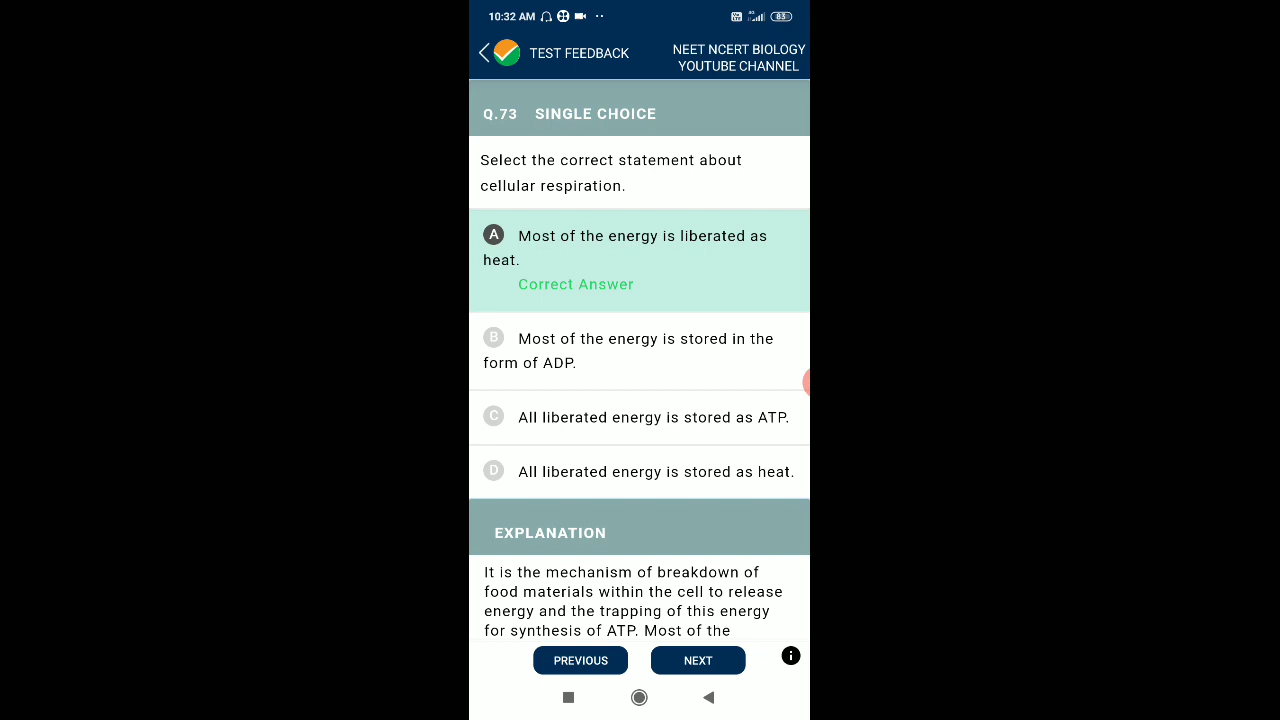 10:32 AM
4G
83
TEST FEEDBACK
NEET NCERT BIOLOGY
YOUTUBE CHANNEL
Q.73 SINGLE CHOICE
Select the correct statement about
cellular respiration.
A Most of the energy is liberated as
heat.
Correct Answer
B Most of the energy is stored in the
form of ADP.
C All liberated energy is stored as ATP.
D All liberated energy is stored as heat.
EXPLANATION
It is the mechanism of breakdown of
food materials within the cell to release
energy and the trapping of this energy
for synthesis of ATP. Most of the
PREVIOUS
NEXT